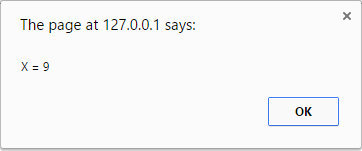 The page at 127.0.0.1 says:
X = 9
OK